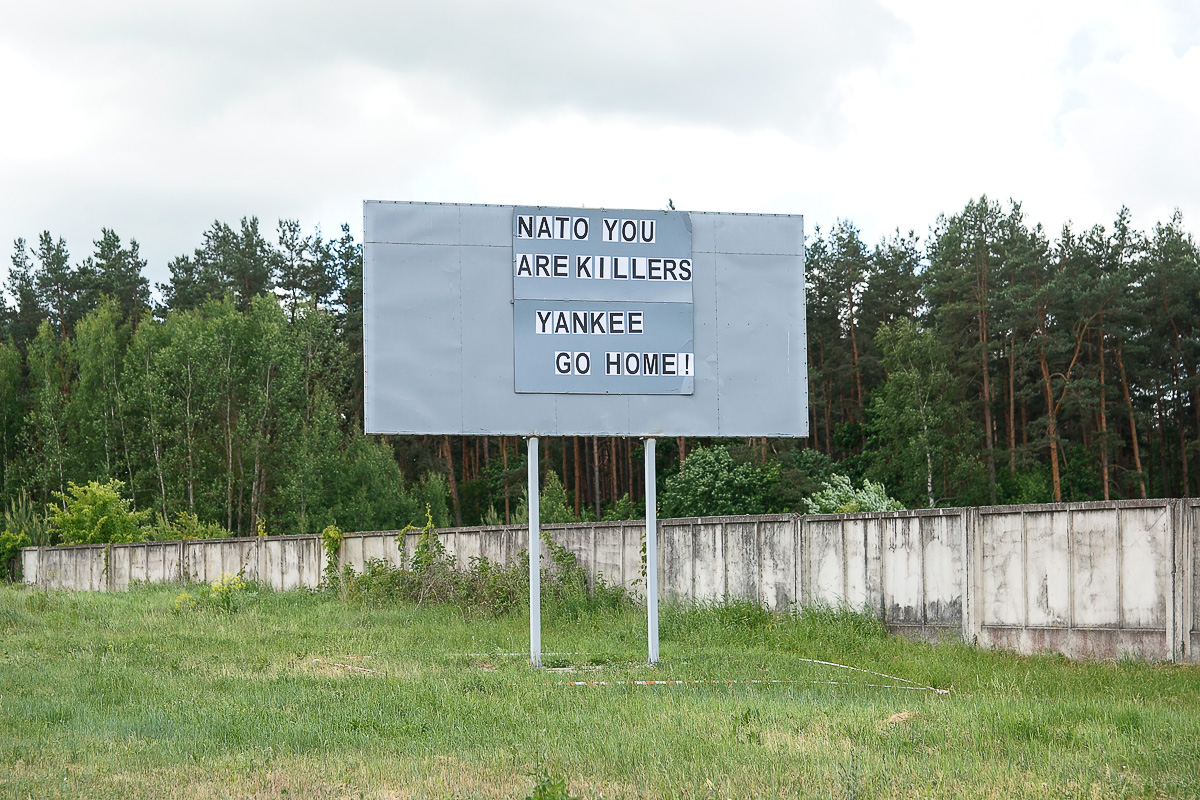 NATO YOU
ARE KILLERS
YANKEE
GO HOME!